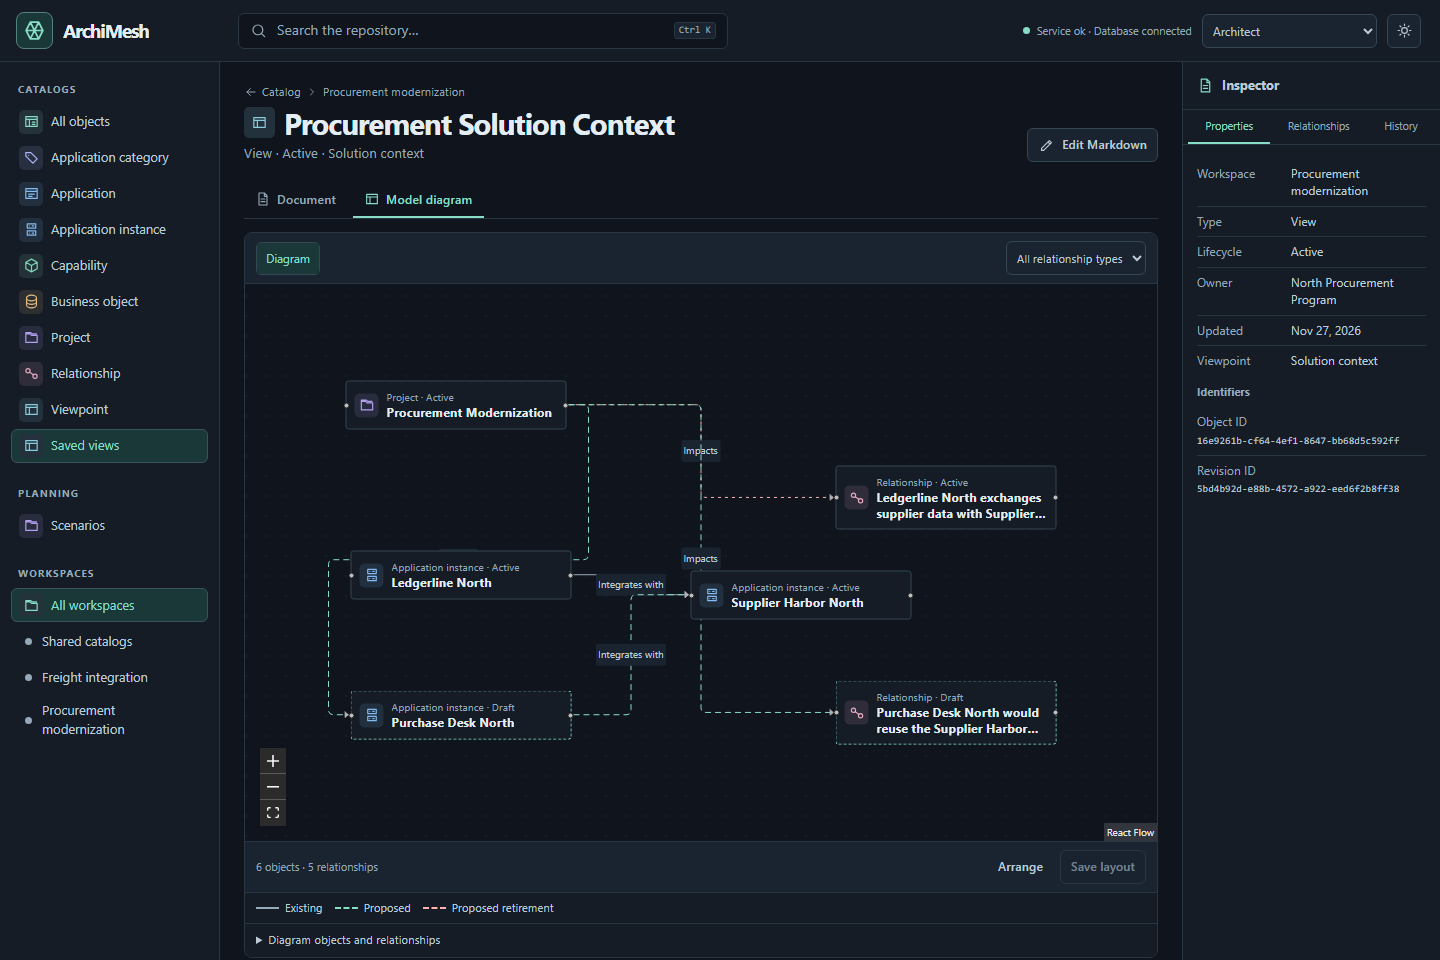 ArchiMesh
Search the repository...
Ctrl K
Service ok · Database connected
Architect
CATALOGS
All objects
Application category
Application
Application instance
Capability
Business object
Project
Relationship
Viewpoint
Saved views
PLANNING
Scenarios
WORKSPACES
All workspaces
Shared catalogs
Freight integration
Procurement
modernization
Catalog
Procurement modernization
Procurement Solution Context
View · Active · Solution context
Edit Markdown
Document
Model diagram
Diagram
All relationship types
Project · Active
Procurement Modernization
Impacts
Relationship · Active
Ledgerline North exchanges
supplier data with Supplier...
Impacts
Application instance · Active
Ledgerline North
Integrates with
Application instance · Active
Supplier Harbor North
Integrates with
Application instance · Draft
Purchase Desk North
Relationship · Draft
Purchase Desk North would
reuse the Supplier Harbor...
React Flow
6 objects · 5 relationships
Arrange
Save layout
Existing
Proposed
Proposed retirement
Diagram objects and relationships
Inspector
Properties
Relationships
History
Workspace
Procurement
modernization
Type
View
Lifecycle
Active
Owner
North Procurement
Program
Updated
Nov 27, 2026
Viewpoint
Solution context
Identifiers
Object ID
16e9261b-cf64-4ef1-8647-bb68d5c592ff
Revision ID
5bd4b92d-e88b-4572-a922-eed6f2b8ff38